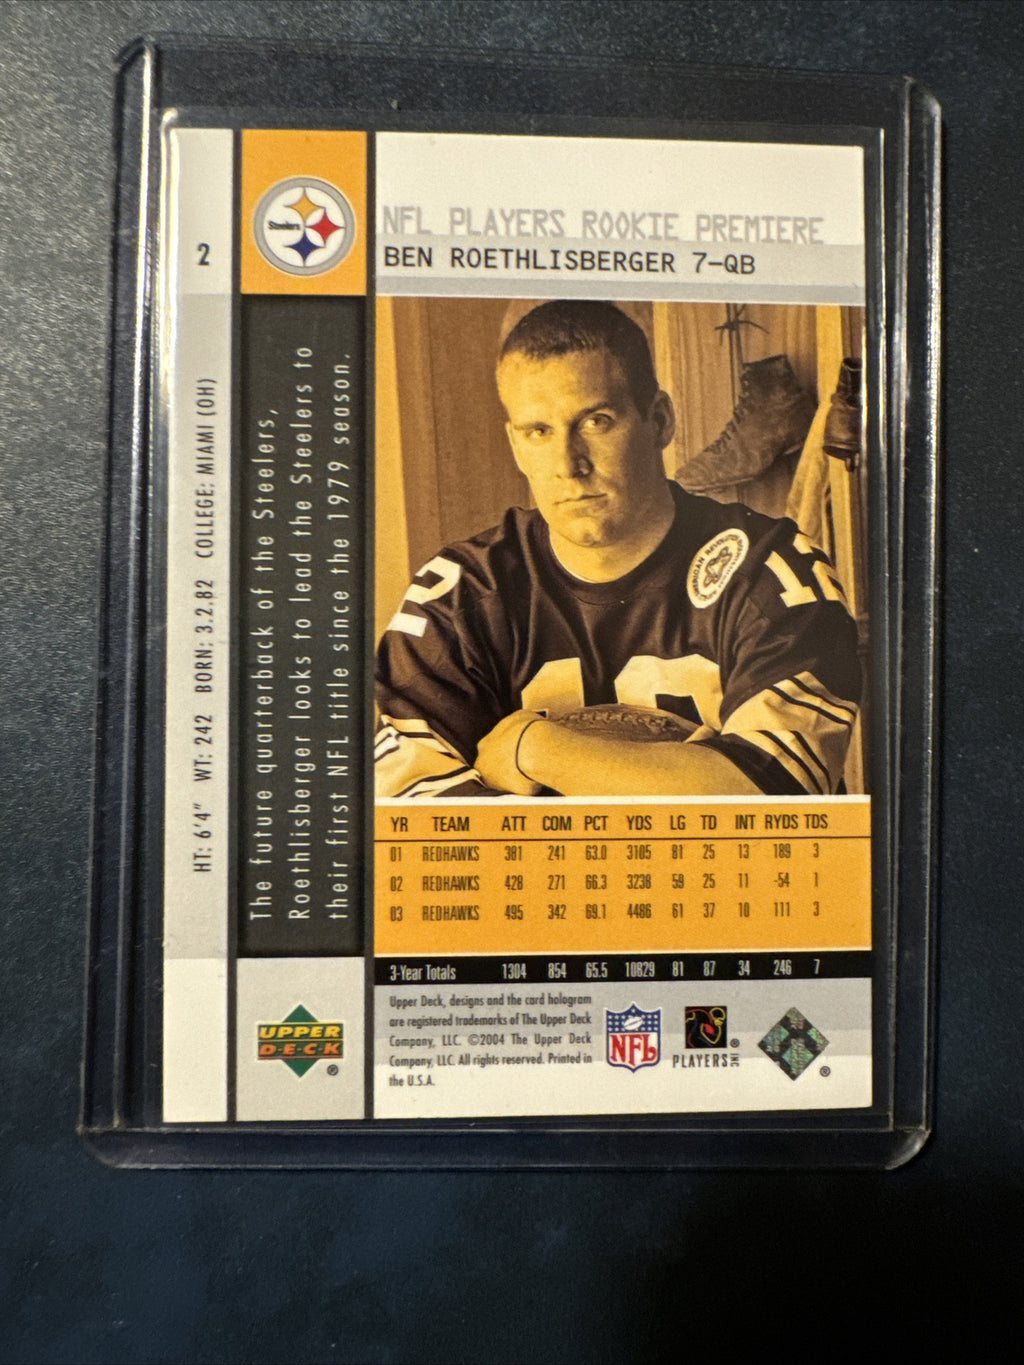 2
Steelers
NFL PLAYERS ROOKIE PREMIERE
BEN ROETHLISBERGER 7-QB
HT: 6'4" WT: 242 BORN: 3.2.82 COLLEGE: MIAMI (OH)
The future quarterback of the Steelers,
Roethlisberger looks to lead the Steelers to
their first NFL title since the 1979 season.
2
12
12
YR TEAM ATT COM PCT YDS LG TD INT RYDS TDS
01 REDHAWKS 381 241 63.0 3105 81 25 13 189 3
02 REDHAWKS 428 271 66.3 3238 59 25 11 -54 1
03 REDHAWKS 495 342 69.1 4486 61 37 10 111 3
3-Year Totals 1304 854 65.5 10829 81 87 34 246 7
UPPER
DECK
®
Upper Deck, designs and the card hologram
are registered trademarks of The Upper Deck
Company, LLC. ©2004 The Upper Deck
Company, LLC. All rights reserved. Printed in
the U.S.A.
NFL
PLAYERS INC
®
®